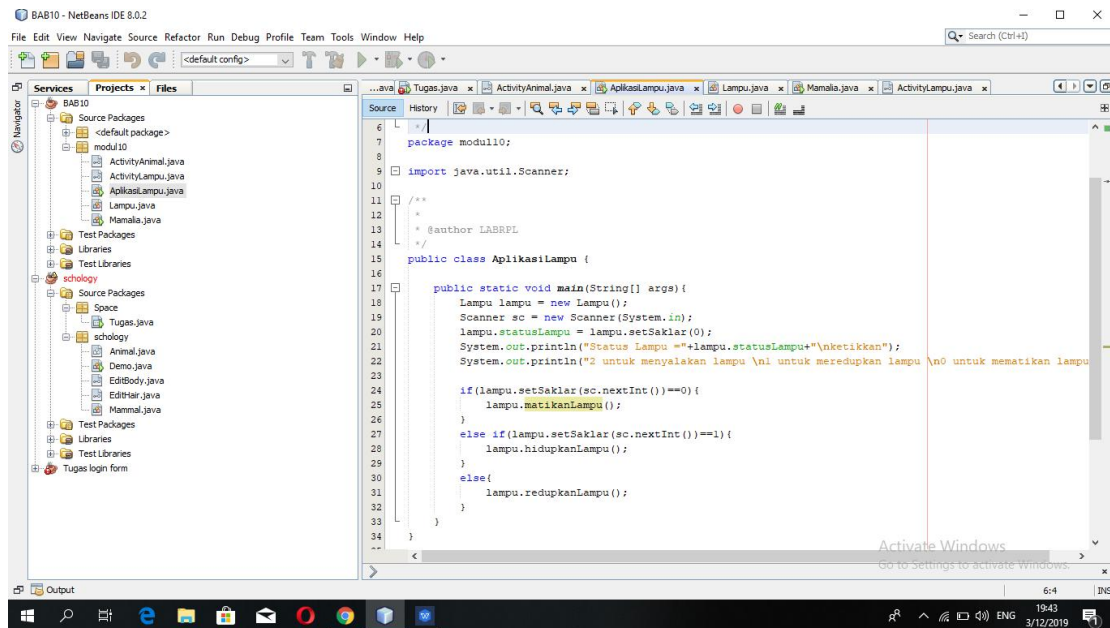 BAB10 - NetBeans IDE 8.0.2
File Edit View Navigate Source Refactor Run Debug Profile Team Tools Window Help
Search (Ctrl+I)
<default config>
Services Projects Files
...ava Tugas.java ActivityAnimal.java AplikasiLampu.java Lampu.java Mamalia.java ActivityLampu.java
Navigator
BAB10
Source Packages
<default package>
modul10
ActivityAnimal.java
ActivityLampu.java
AplikasiLampu.java
Lampu.java
Mamalia.java
Test Packages
Libraries
Test Libraries
schology
Source Packages
Space
Tugas.java
schology
Animal.java
Demo.java
EditBody.java
EditHair.java
Mammal.java
Test Packages
Libraries
Test Libraries
Tugas login form
Source History
6 */
7 package modul10;
8
9 import java.util.Scanner;
10
11 /**
12 *
13 * @author LABRPL
14 */
15 public class AplikasiLampu {
16
17 public static void main(String[] args){
18 Lampu lampu = new Lampu();
19 Scanner sc = new Scanner(System.in);
20 lampu.statusLampu = lampu.setSaklar(0);
21 System.out.println("Status Lampu ="+lampu.statusLampu+"\nketikkan");
22 System.out.println("2 untuk menyalakan lampu \n1 untuk meredupkan lampu \n0 untuk mematikan lampu
23
24 if(lampu.setSaklar(sc.nextInt())==0){
25 lampu.matikanLampu();
26 }
27 else if(lampu.setSaklar(sc.nextInt())==1){
28 lampu.hidupkanLampu();
29 }
30 else{
31 lampu.redupkanLampu();
32 }
33 }
34 }
Activate Windows
Go to Settings to activate Windows.
Output
6:4 INS
ENG
19:43
3/12/2019